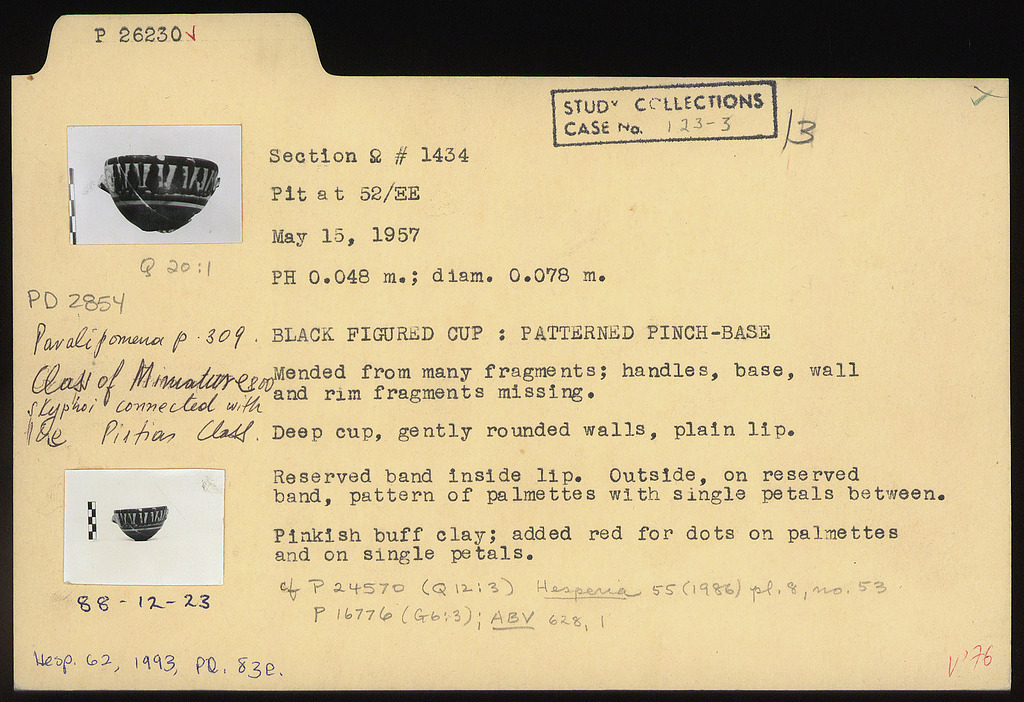 P 26230✓
STUDY COLLECTIONS
CASE No. 123-3
/3
Section Ω # 1434
Pit at 52/EE
May 15, 1957
PH 0.048 m.; diam. 0.078 m.
Q 20:1
PD 2854
Paralipomena p. 309.
Class of Miniature
skyphoi connected with
the Pistias Class.
BLACK FIGURED CUP : PATTERNED PINCH-BASE
Mended from many fragments; handles, base, wall
and rim fragments missing.
Deep cup, gently rounded walls, plain lip.
Reserved band inside lip. Outside, on reserved
band, pattern of palmettes with single petals between.
Pinkish buff clay; added red for dots on palmettes
and on single petals.
cf P 24570 (Q 12:3) Hesperia 55 (1986) pl. 8, no. 53
P 16776 (G6:3); ABV 628, 1
88-12-23
Hesp. 62, 1993, Pl. 83e.
✓'76